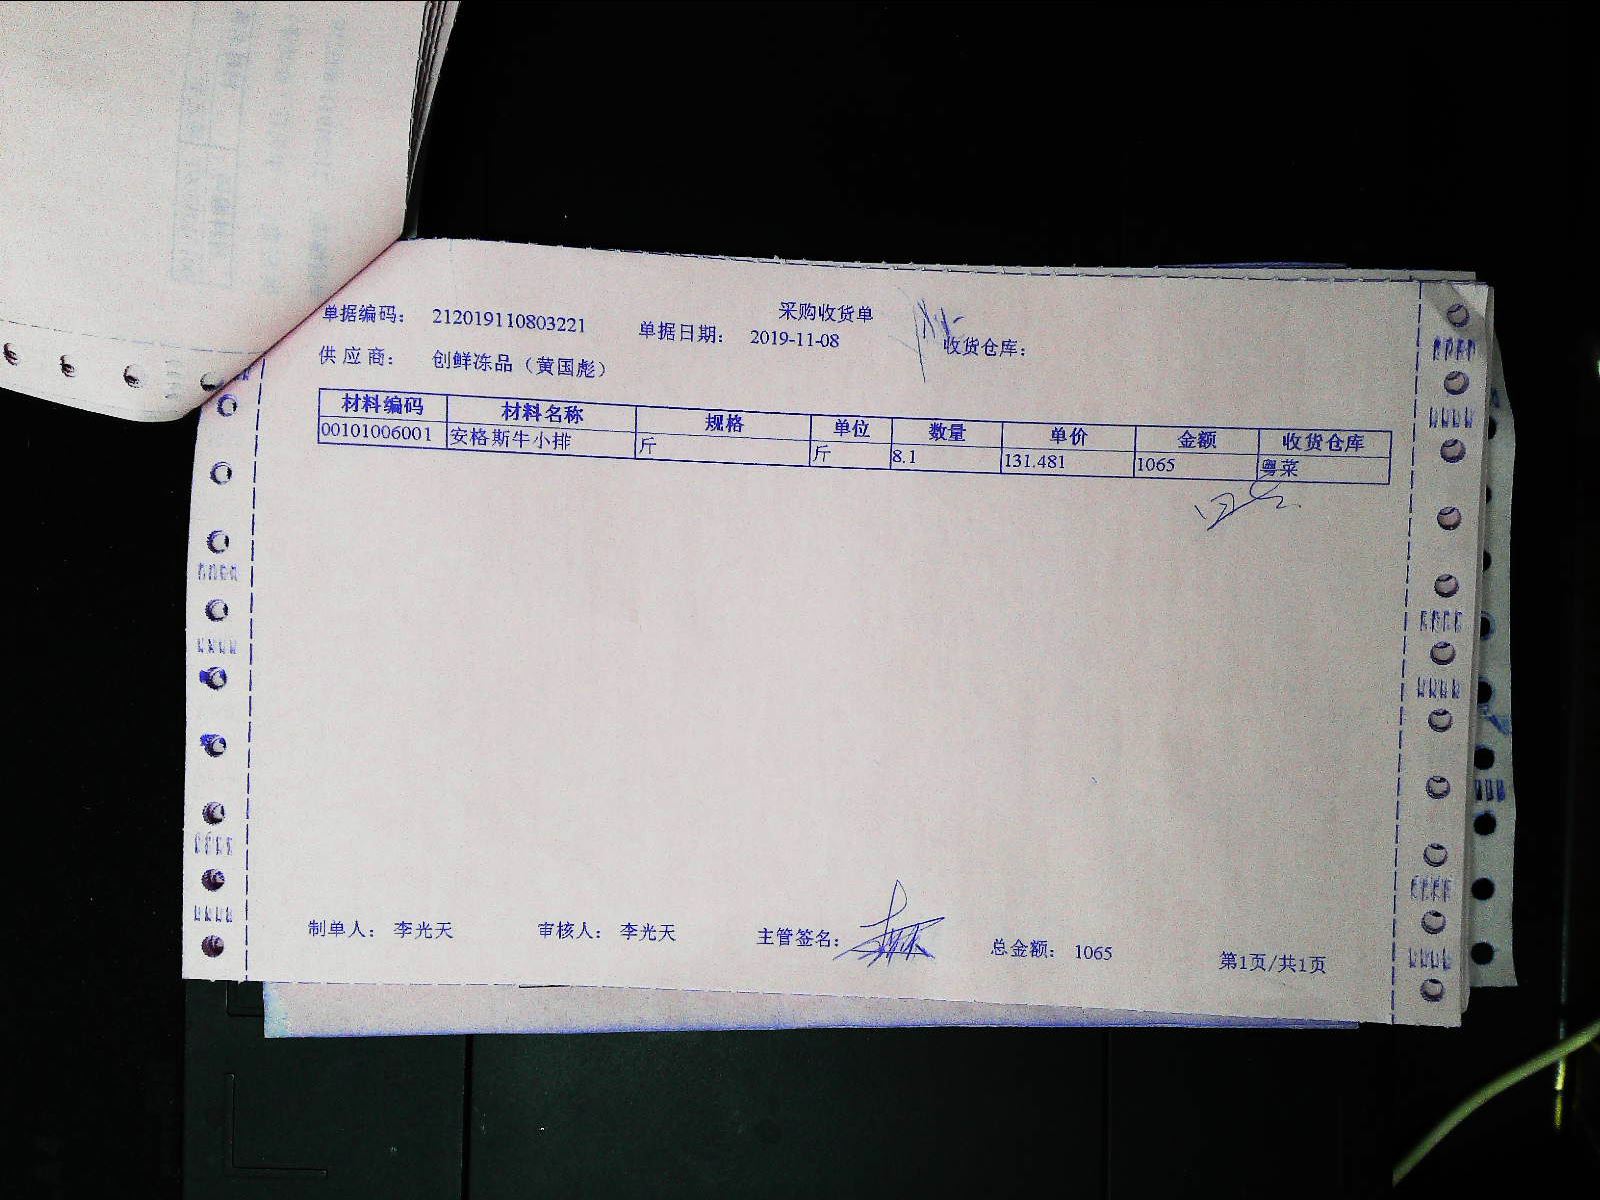 采购收货单
单据编码： 212019110803221 单据日期： 2019-11-08 收货仓库：
供应商： 创鲜冻品（黄国彪）
材料编码 材料名称 规格 单位 数量 单价 金额 收货仓库
00101006001 安格斯牛小排 斤 斤 8.1 131.481 1065 粤菜
制单人： 李光天 审核人： 李光天 主管签名： 总金额： 1065 第1页/共1页